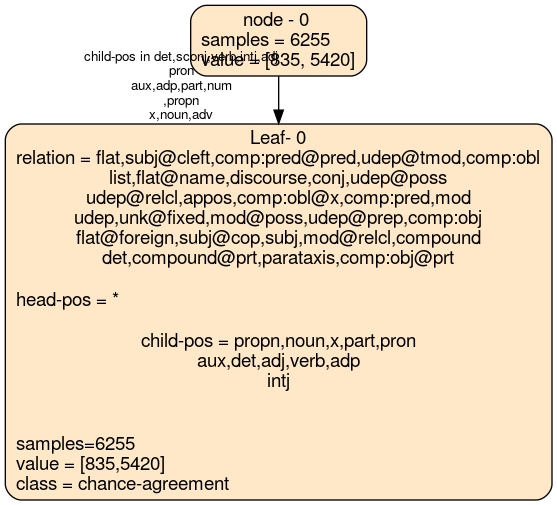 node - 0
samples = 6255
value = [835, 5420]
child-pos in det,sconj,verb,intj,adj
pron
aux,adp,part,num
,propn
x,noun,adv
Leaf- 0
relation = flat,subj@cleft,comp:pred@pred,udep@tmod,comp:obl
list,flat@name,discourse,conj,udep@poss
udep@relcl,appos,comp:obl@x,comp:pred,mod
udep,unk@fixed,mod@poss,udep@prep,comp:obj
flat@foreign,subj@cop,subj,mod@relcl,compound
det,compound@prt,parataxis,comp:obj@prt
head-pos = *
child-pos = propn,noun,x,part,pron
aux,det,adj,verb,adp
intj
samples=6255
value = [835,5420]
class = chance-agreement